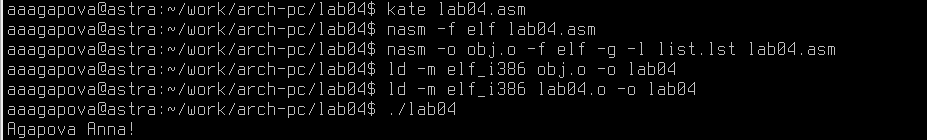 aaagapova@astra:~/work/arch-pc/lab04$ kate lab04.asm
aaagapova@astra:~/work/arch-pc/lab04$ nasm -f elf lab04.asm
aaagapova@astra:~/work/arch-pc/lab04$ nasm -o obj.o -f elf -g -l list.lst lab04.asm
aaagapova@astra:~/work/arch-pc/lab04$ ld -m elf_i386 obj.o -o lab04
aaagapova@astra:~/work/arch-pc/lab04$ ld -m elf_i386 lab04.o -o lab04
aaagapova@astra:~/work/arch-pc/lab04$ ./lab04
Agapova Anna!